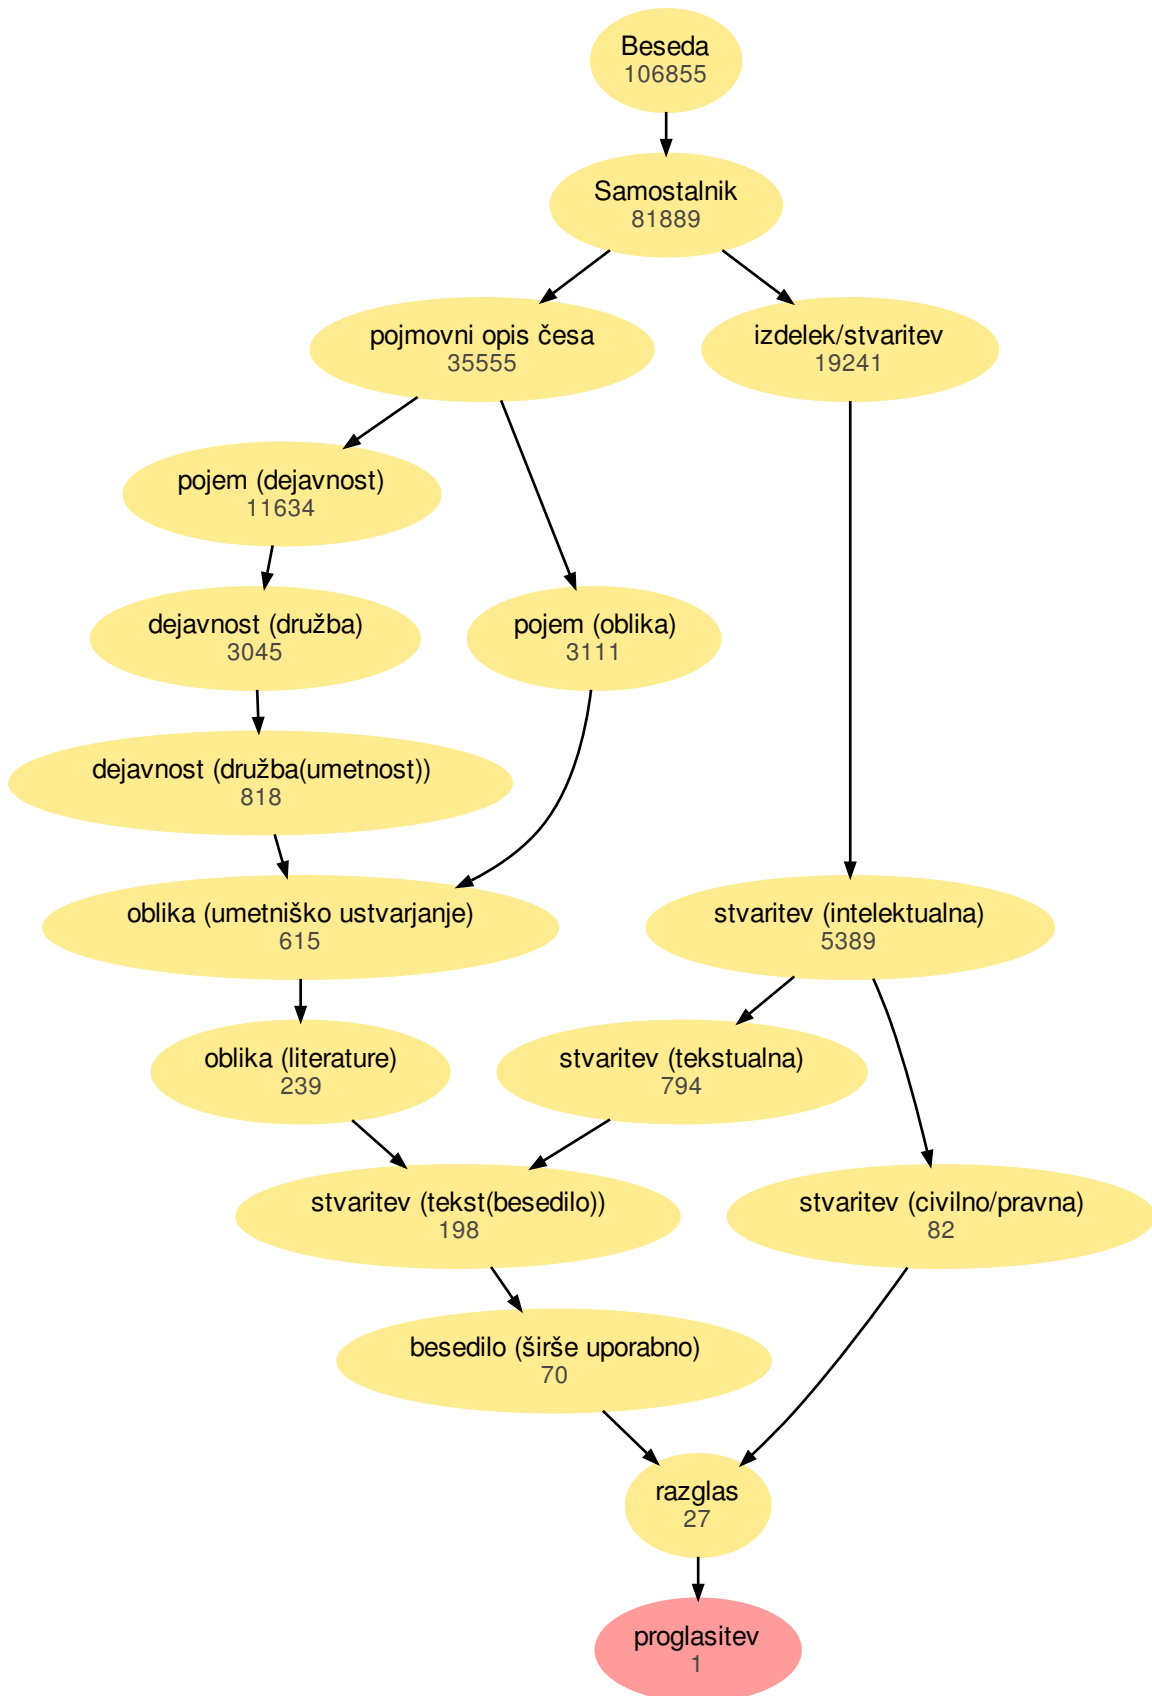 Beseda
106855
Samostalnik
81889
pojmovni opis česa
35555
izdelek/stvaritev
19241
pojem (dejavnost)
11634
dejavnost (družba)
3045
pojem (oblika)
3111
dejavnost (družba(umetnost))
818
oblika (umetniško ustvarjanje)
615
stvaritev (intelektualna)
5389
oblika (literature)
239
stvaritev (tekstualna)
794
stvaritev (tekst(besedilo))
198
stvaritev (civilno/pravna)
82
besedilo (širše uporabno)
70
razglas
27
proglasitev
1